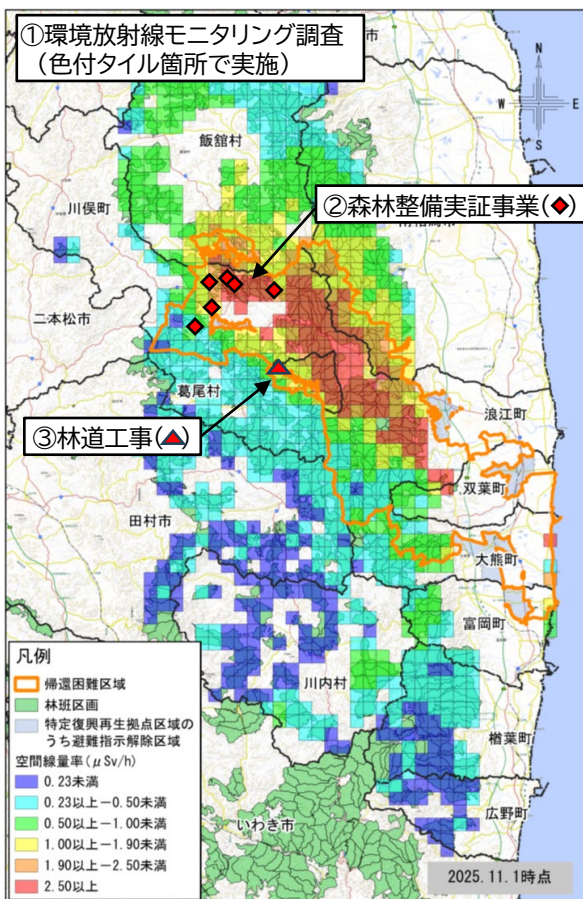 ①環境放射線モニタリング調査
（色付タイル箇所で実施）
市
N
W
E
S
飯舘村
川俣町
②森林整備実証事業(◆)
二本松市
葛尾村
浪江町
③林道工事(▲)
双葉町
田村市
大熊町
富岡町
川内村
楢葉町
広野町
いわき市
凡例
帰還困難区域
林班区画
特定復興再生拠点区域の
うち避難指示解除区域
空間線量率(μSv/h)
0.23未満
0.23以上－0.50未満
0.50以上－1.00未満
1.00以上－1.90未満
1.90以上－2.50未満
2.50以上
2025.11.1時点